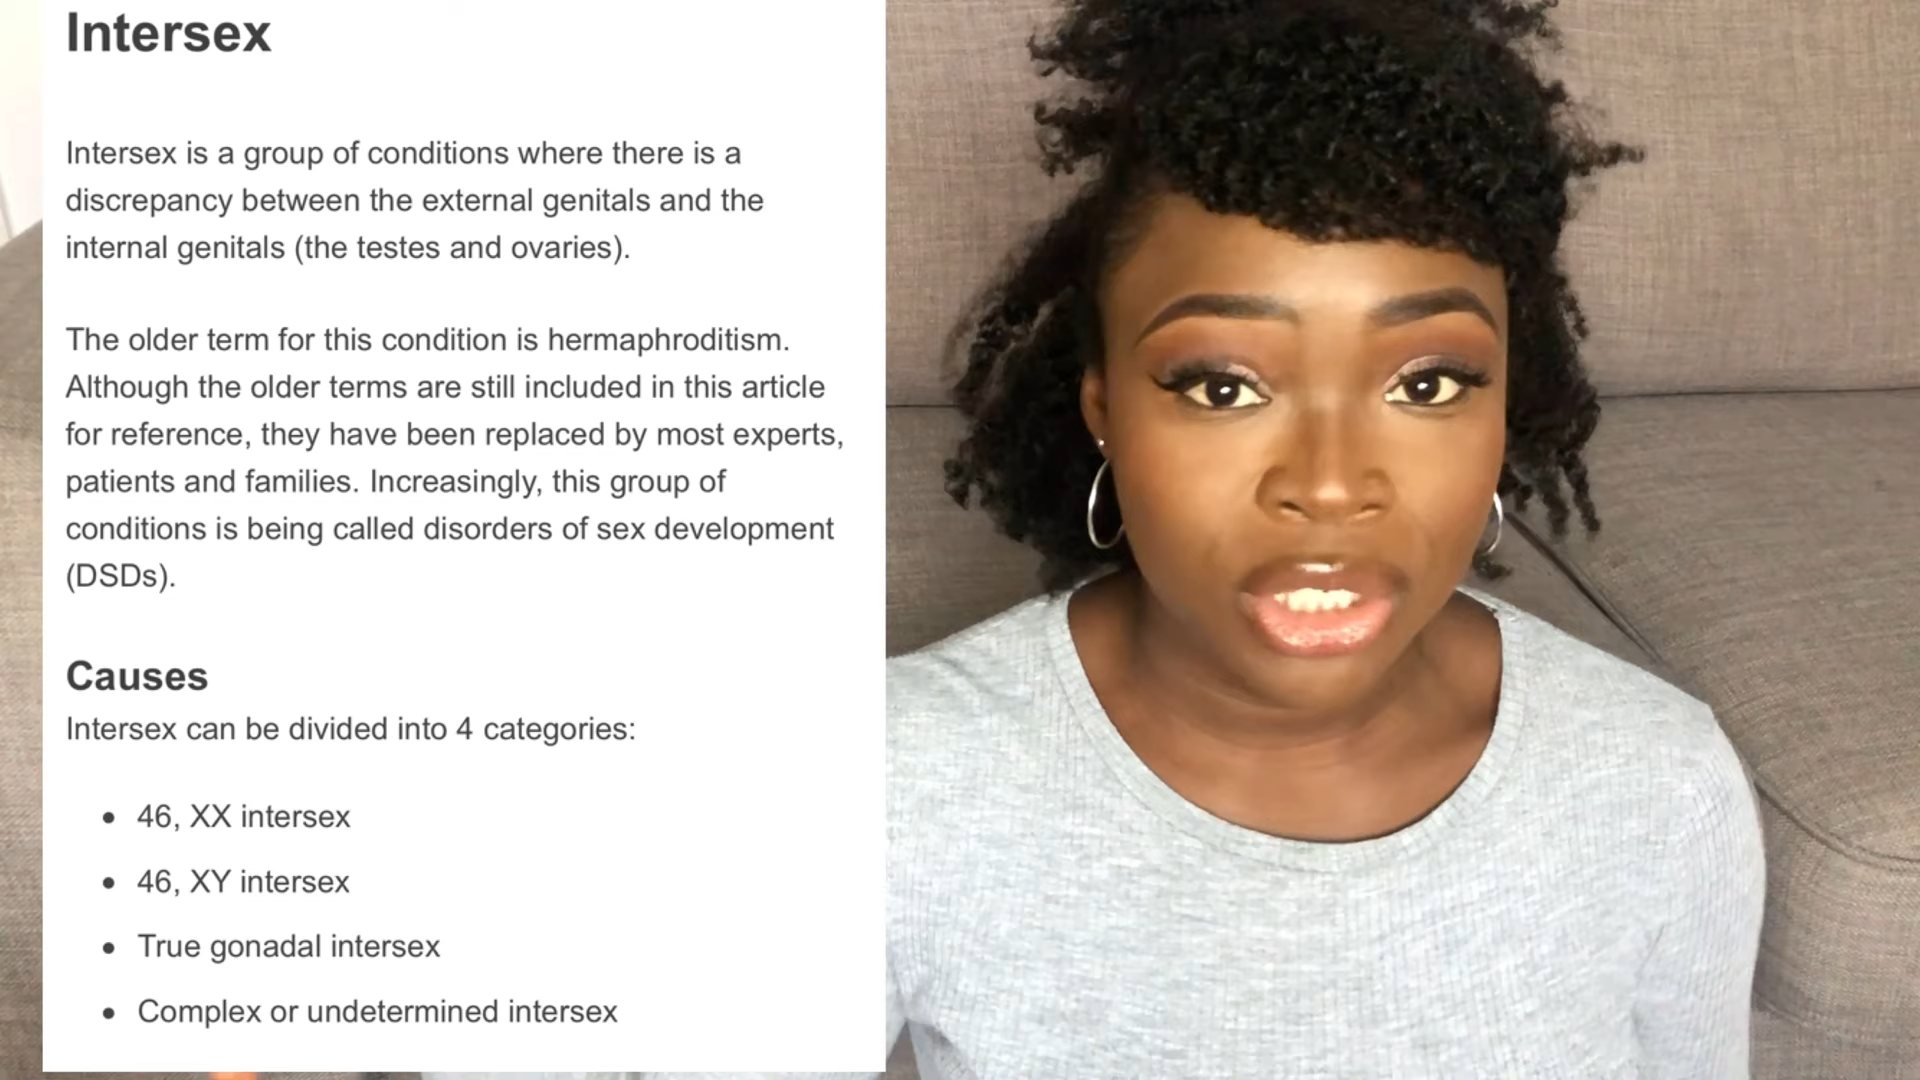 Intersex
Intersex is a group of conditions where there is a
discrepancy between the external genitals and the
internal genitals (the testes and ovaries).
The older term for this condition is hermaphroditism.
Although the older terms are still included in this article
for reference, they have been replaced by most experts,
patients and families. Increasingly, this group of
conditions is being called disorders of sex development
(DSDs).
Causes
Intersex can be divided into 4 categories:
• 46, XX intersex
• 46, XY intersex
• True gonadal intersex
• Complex or undetermined intersex